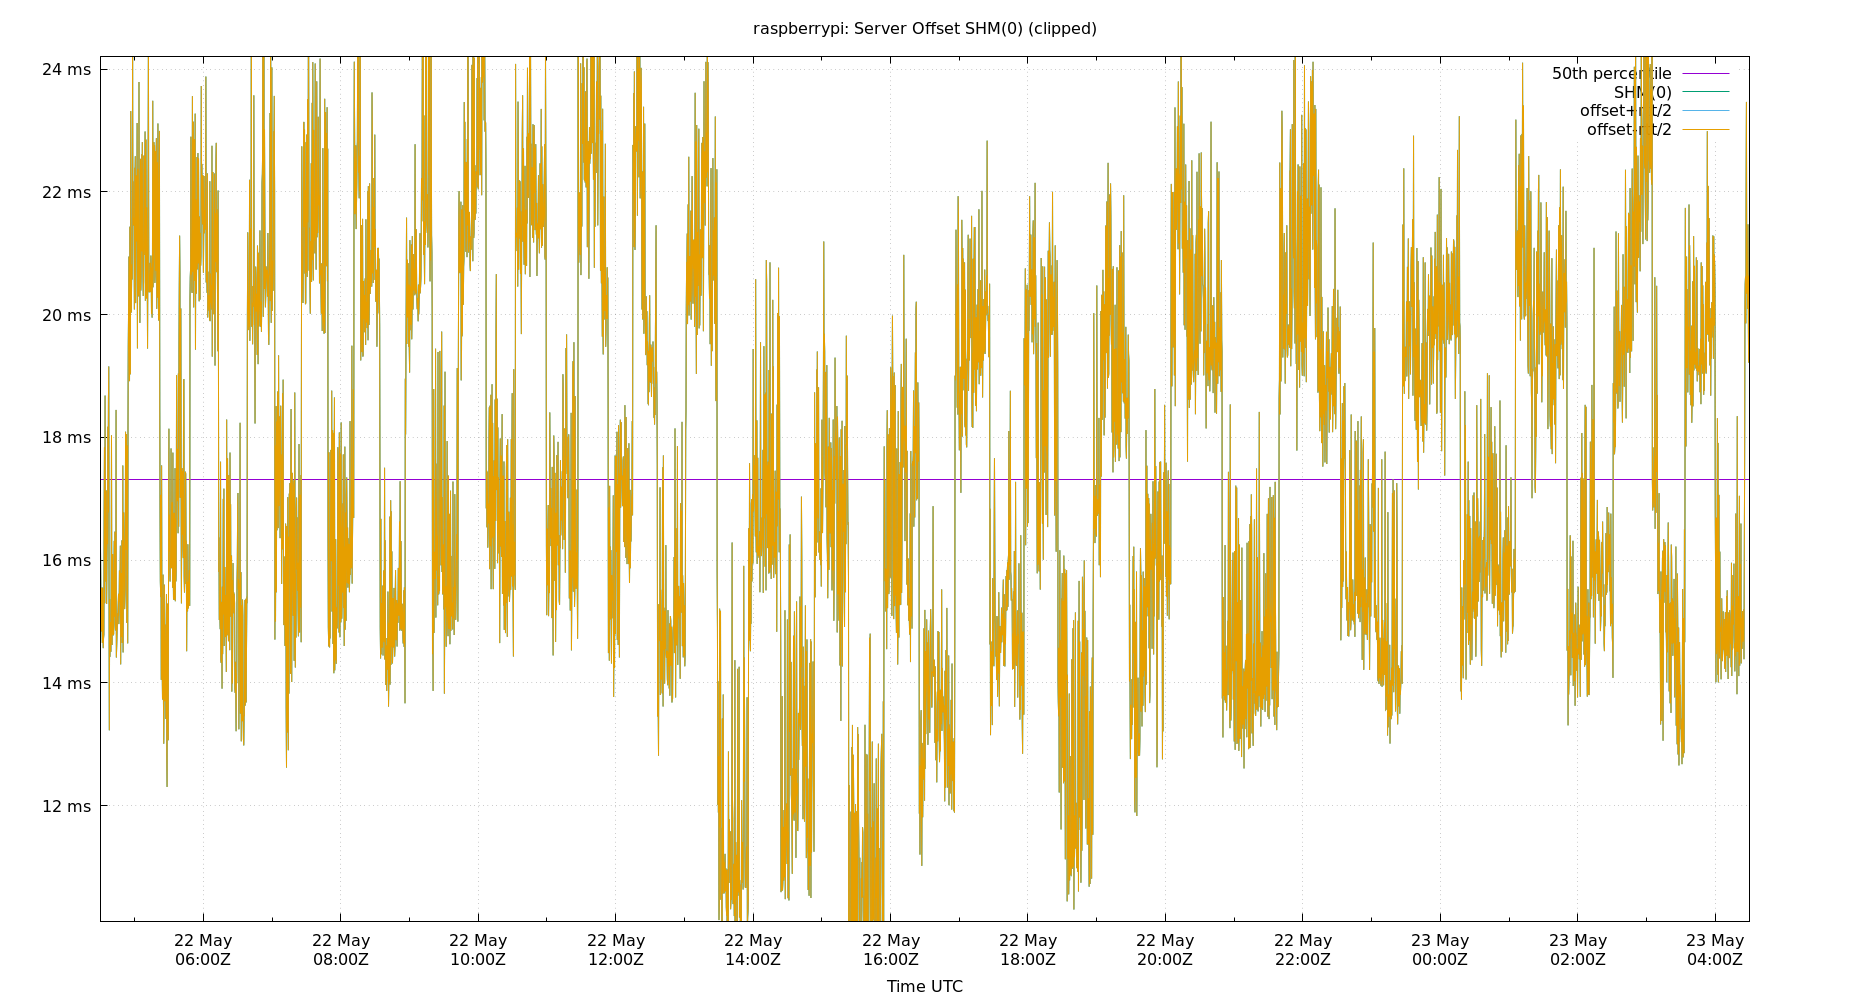 raspberrypi: Server Offset SHM(0) (clipped)
24 ms
22 ms
20 ms
18 ms
16 ms
14 ms
12 ms
50th percentile
SHM(0)
offset+rtt/2
offset-rtt/2
22 May 22 May 22 May 22 May 22 May 22 May 22 May 22 May 22 May 23 May 23 May 23 May
06:00Z 08:00Z 10:00Z 12:00Z 14:00Z 16:00Z 18:00Z 20:00Z 22:00Z 00:00Z 02:00Z 04:00Z
Time UTC